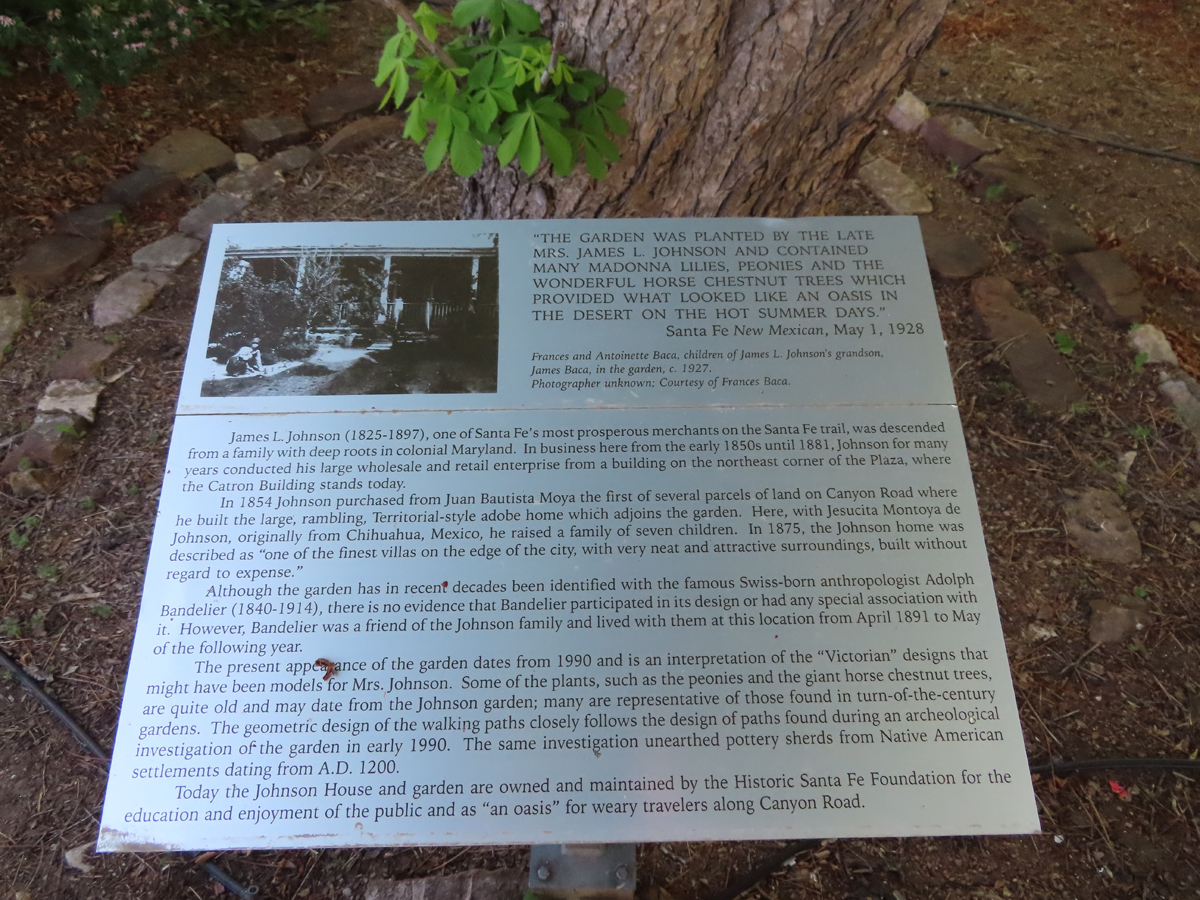 "THE GARDEN WAS PLANTED BY THE LATE
MRS. JAMES L. JOHNSON AND CONTAINED
MANY MADONNA LILIES, PEONIES AND THE
WONDERFUL HORSE CHESTNUT TREES WHICH
PROVIDED WHAT LOOKED LIKE AN OASIS IN
THE DESERT ON THE HOT SUMMER DAYS."
Santa Fe New Mexican, May 1, 1928
Frances and Antoinette Baca, children of James L. Johnson's grandson,
James Baca, in the garden, c. 1927.
Photographer unknown; Courtesy of Frances Baca.
James L. Johnson (1825-1897), one of Santa Fe's most prosperous merchants on the Santa Fe trail, was descended
from a family with deep roots in colonial Maryland. In business here from the early 1850s until 1881, Johnson for many
years conducted his large wholesale and retail enterprise from a building on the northeast corner of the Plaza, where
the Catron Building stands today.
In 1854 Johnson purchased from Juan Bautista Moya the first of several parcels of land on Canyon Road where
he built the large, rambling, Territorial-style adobe home which adjoins the garden. Here, with Jesucita Montoya de
Johnson, originally from Chihuahua, Mexico, he raised a family of seven children. In 1875, the Johnson home was
described as "one of the finest villas on the edge of the city, with very neat and attractive surroundings, built without
regard to expense."
Although the garden has in recent decades been identified with the famous Swiss-born anthropologist Adolph
Bandelier (1840-1914), there is no evidence that Bandelier participated in its design or had any special association with
it. However, Bandelier was a friend of the Johnson family and lived with them at this location from April 1891 to May
of the following year.
The present appearance of the garden dates from 1990 and is an interpretation of the "Victorian" designs that
might have been models for Mrs. Johnson. Some of the plants, such as the peonies and the giant horse chestnut trees,
are quite old and may date from the Johnson garden; many are representative of those found in turn-of-the-century
gardens. The geometric design of the walking paths closely follows the design of paths found during an archeological
investigation of the garden in early 1990. The same investigation unearthed pottery sherds from Native American
settlements dating from A.D. 1200.
Today the Johnson House and garden are owned and maintained by the Historic Santa Fe Foundation for the
education and enjoyment of the public and as "an oasis" for weary travelers along Canyon Road.